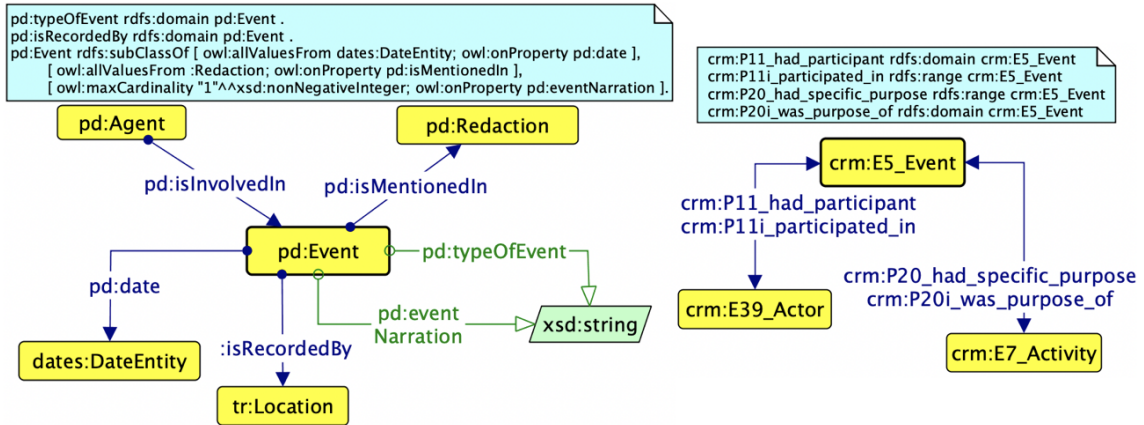 pd:typeOfEvent rdfs:domain pd:Event .
pd:isRecordedBy rdfs:domain pd:Event .
pd:Event rdfs:subClassOf [ owl:allValuesFrom dates:DateEntity; owl:onProperty pd:date ],
[ owl:allValuesFrom :Redaction; owl:onProperty pd:isMentionedIn ],
[ owl:maxCardinality "1"^^xsd:nonNegativeInteger; owl:onProperty pd:eventNarration ].
pd:Agent
pd:Redaction
pd:isInvolvedIn
pd:isMentionedIn
pd:Event
pd:typeOfEvent
pd:date
pd:event
Narration
xsd:string
:isRecordedBy
dates:DateEntity
tr:Location
crm:P11_had_participant rdfs:domain crm:E5_Event
crm:P11i_participated_in rdfs:range crm:E5_Event
crm:P20_had_specific_purpose rdfs:range crm:E5_Event
crm:P20i_was_purpose_of rdfs:domain crm:E5_Event
crm:E5_Event
crm:P11_had_participant
crm:P11i_participated_in
crm:P20_had_specific_purpose
crm:P20i_was_purpose_of
crm:E39_Actor
crm:E7_Activity